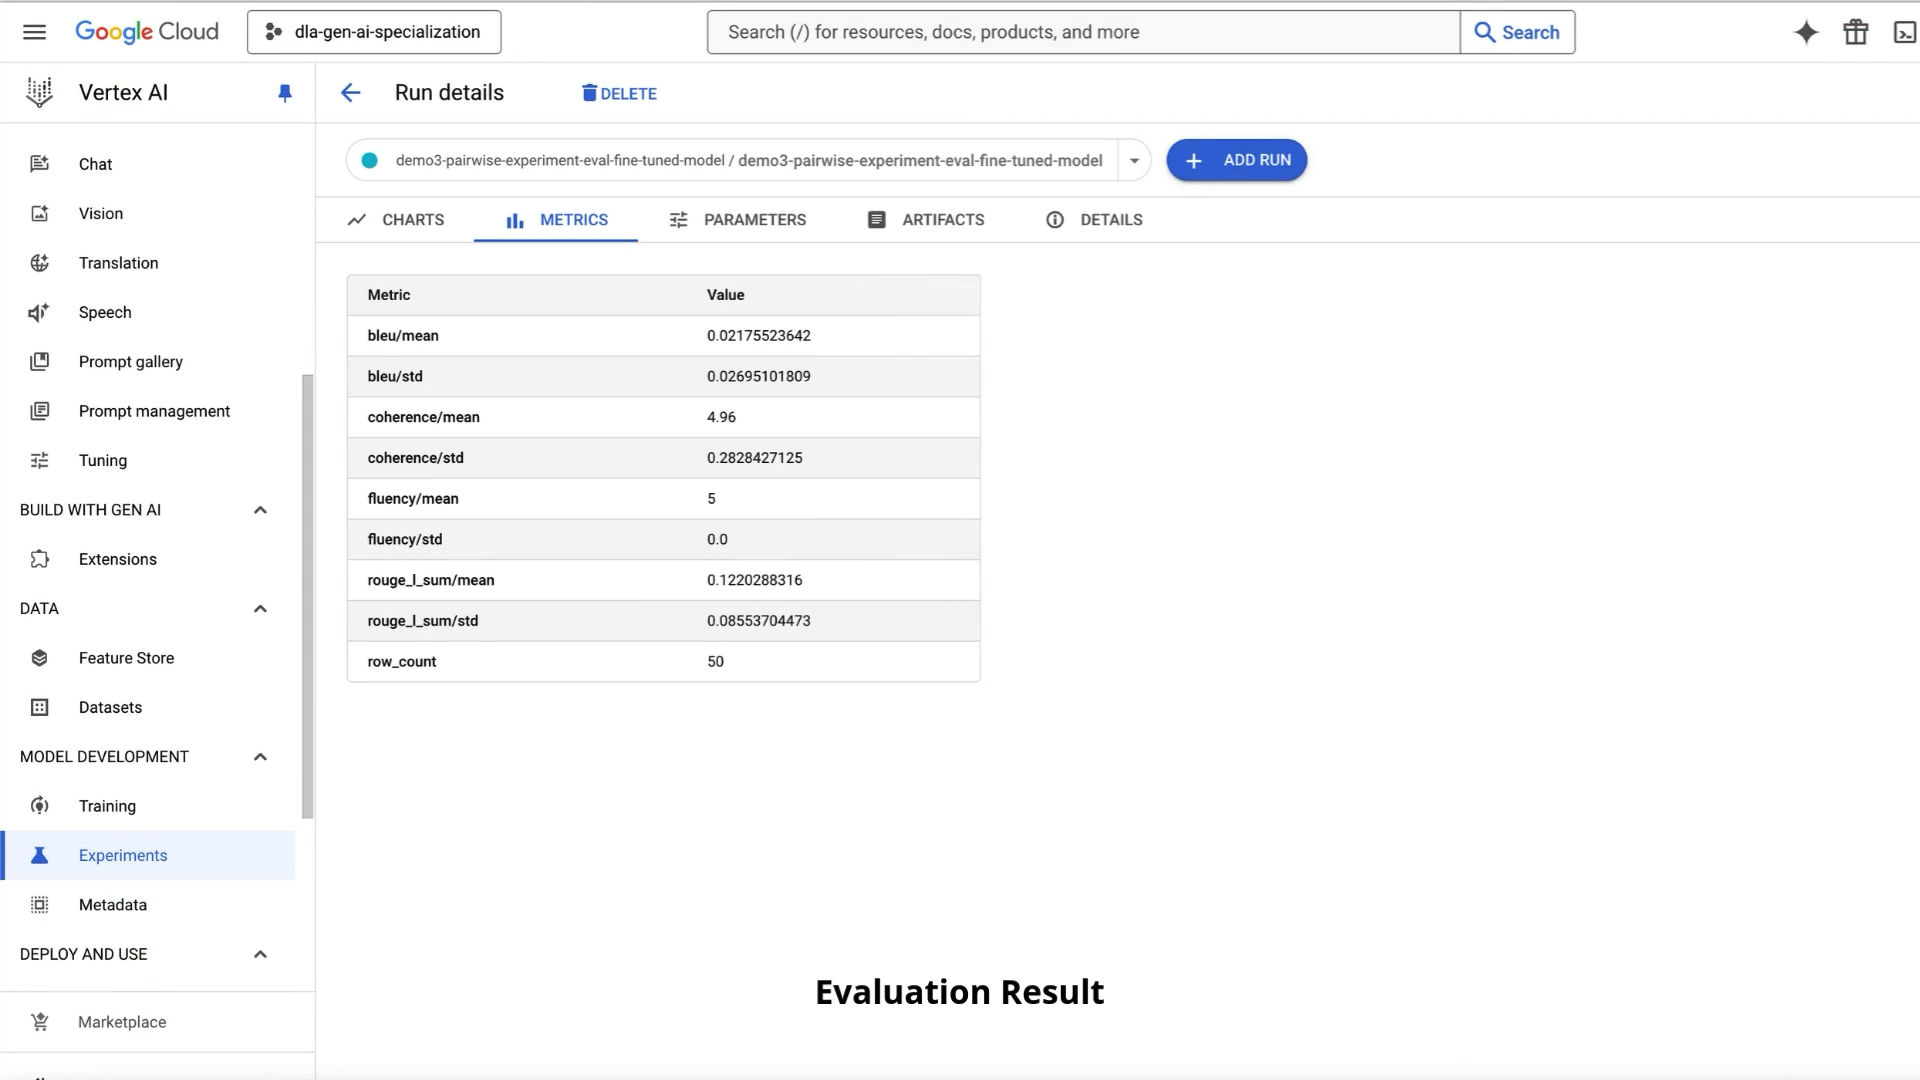 Google Cloud
dla-gen-ai-specialization
Search (/) for resources, docs, products, and more
Search
Vertex AI
Run details
DELETE
demo3-pairwise-experiment-eval-fine-tuned-model / demo3-pairwise-experiment-eval-fine-tuned-model
ADD RUN
CHARTS
METRICS
PARAMETERS
ARTIFACTS
DETAILS
Chat
Vision
Translation
Speech
Prompt gallery
Prompt management
Tuning
BUILD WITH GEN AI
Extensions
DATA
Feature Store
Datasets
MODEL DEVELOPMENT
Training
Experiments
Metadata
DEPLOY AND USE
Marketplace
Metric Value
bleu/mean 0.02175523642
bleu/std 0.02695101809
coherence/mean 4.96
coherence/std 0.2828427125
fluency/mean 5
fluency/std 0.0
rouge_l_sum/mean 0.1220288316
rouge_l_sum/std 0.08553704473
row_count 50
Evaluation Result